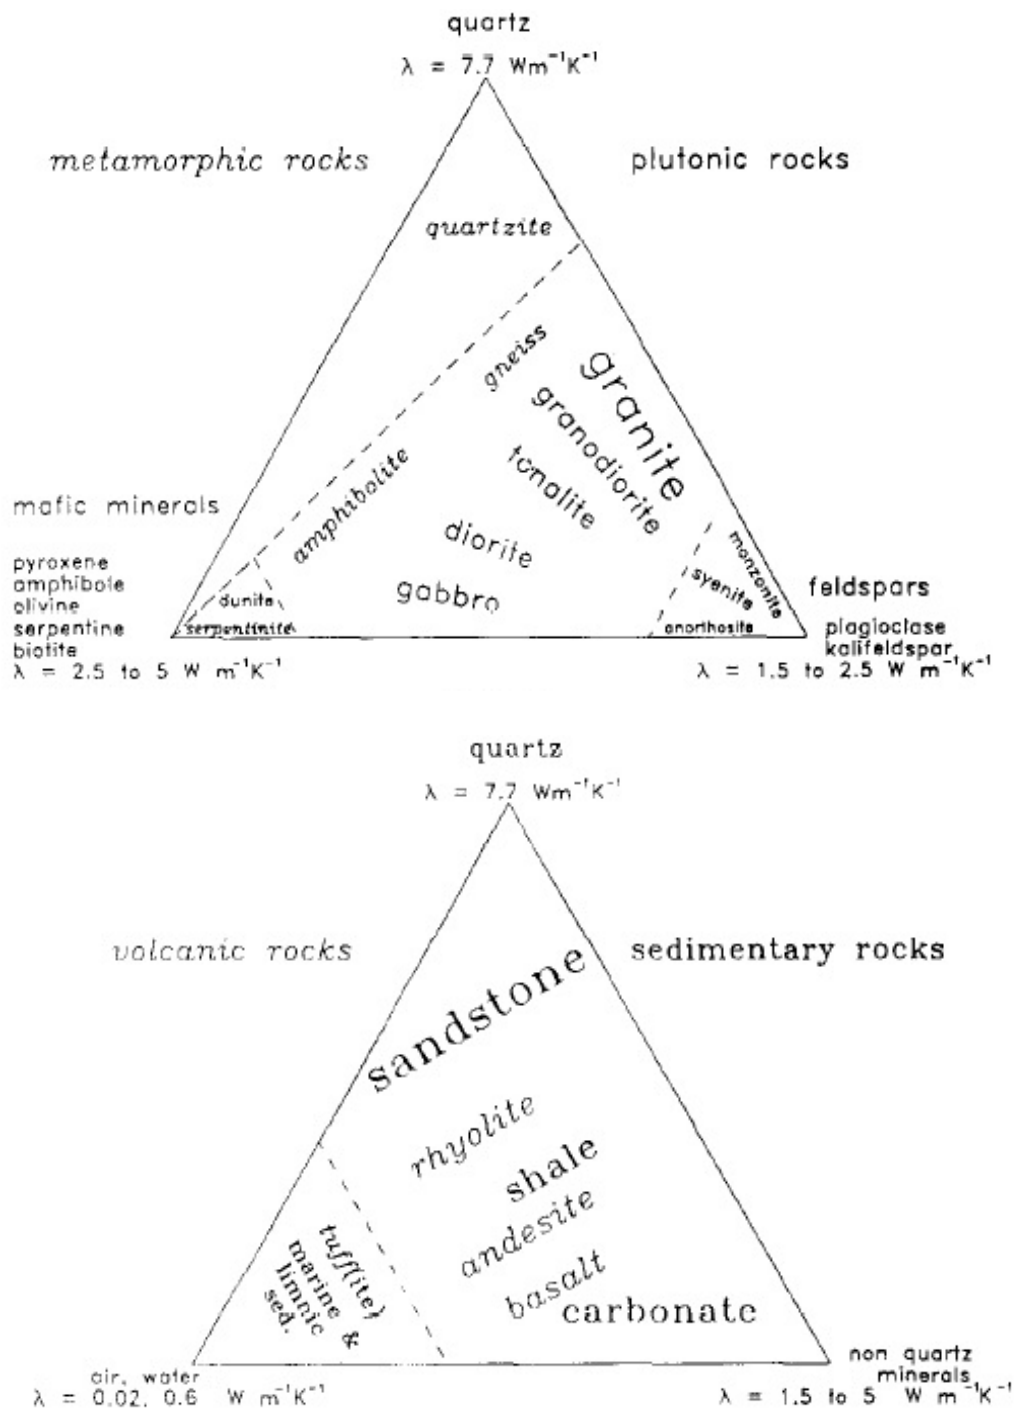 quartz
λ = 7.7 Wm⁻¹K⁻¹
metamorphic rocks
plutonic rocks
quartzite
gneiss
granite
granodiorite
tonalite
amphibolite
diorite
gabbro
mafic minerals
pyroxene
amphibole
olivine
serpentine
biotite
λ = 2.5 to 5 W m⁻¹K⁻¹
dunite
serpentinite
monzonite
syenite
anorthosite
feldspars
plagioclase
kalifeldspar
λ = 1.5 to 2.5 W m⁻¹K⁻¹
quartz
λ = 7.7 Wm⁻¹K⁻¹
volcanic rocks
sedimentary rocks
sandstone
rhyolite
shale
andesite
basalt
carbonate
tuff(ite),
marine &
limnic
sed.
air, water
λ = 0.02, 0.6 W m⁻¹K⁻¹
non quartz
minerals
λ = 1.5 to 5 W m⁻¹K⁻¹